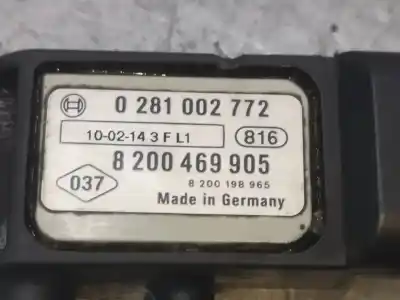 0 281 002 772
10-02-14 3 F L1 816
8 200 469 905
037 8 200 198 965
Made in Germany